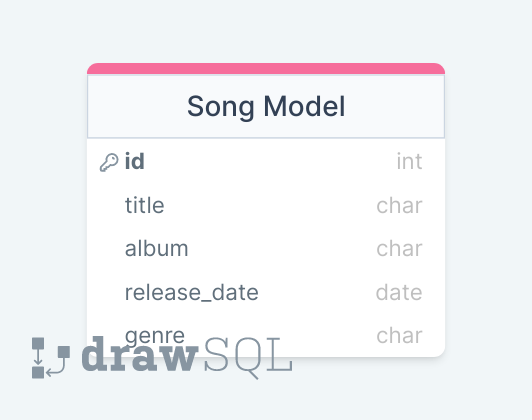 Song Model
id int
title char
album char
release_date date
genre char
drawSQL